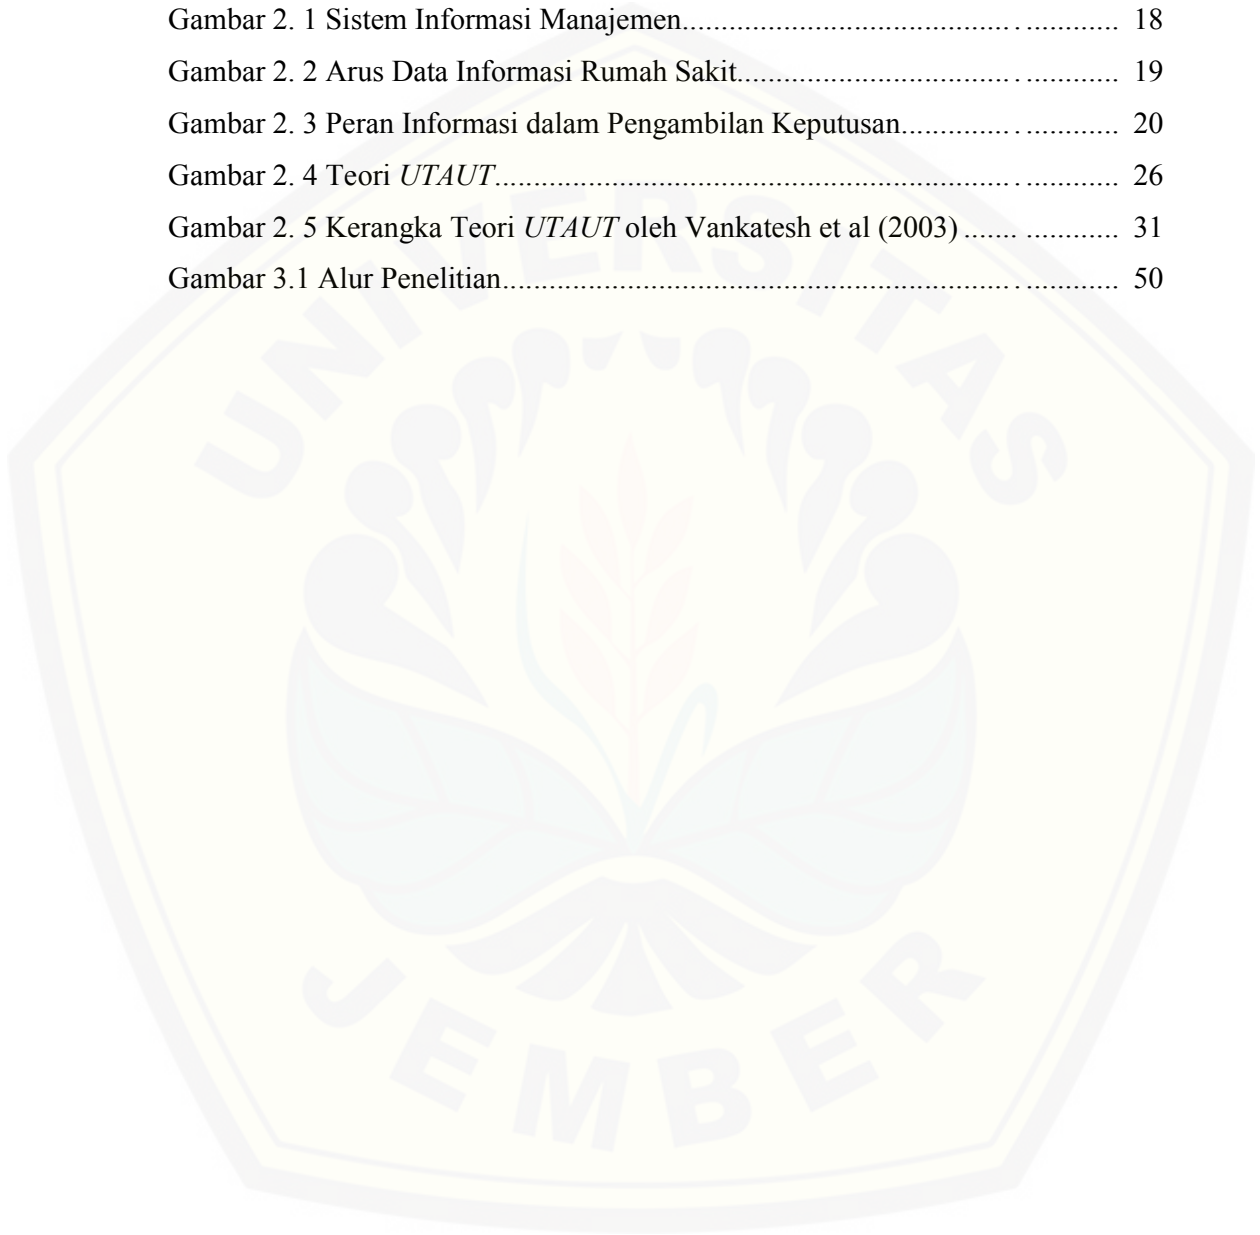 Gambar 2. 1 Sistem Informasi Manajemen............................................. . ............ 18
Gambar 2. 2 Arus Data Informasi Rumah Sakit..................................... . ............ 19
Gambar 2. 3 Peran Informasi dalam Pengambilan Keputusan............... . ............ 20
Gambar 2. 4 Teori UTAUT..................................................................... . ............ 26
Gambar 2. 5 Kerangka Teori UTAUT oleh Vankatesh et al (2003) ....... ............ 31
Gambar 3.1 Alur Penelitian.................................................................... . ............ 50
UNIVERSITAS
JEMBER